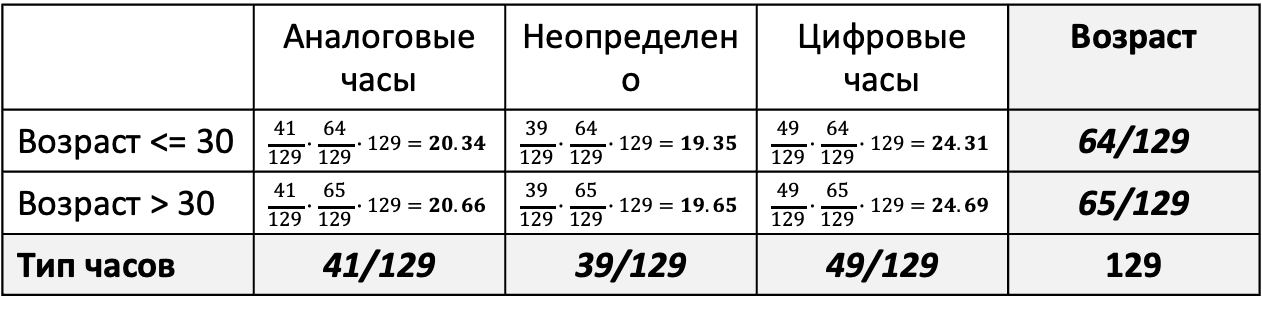 Аналоговые часы	Неопределен о	Цифровые часы	Возраст
Возраст <= 30	41/129 · 64/129 · 129 = 20.34	39/129 · 64/129 · 129 = 19.35	49/129 · 64/129 · 129 = 24.31	64/129
Возраст > 30	41/129 · 65/129 · 129 = 20.66	39/129 · 65/129 · 129 = 19.65	49/129 · 65/129 · 129 = 24.69	65/129
Тип часов	41/129	39/129	49/129	129